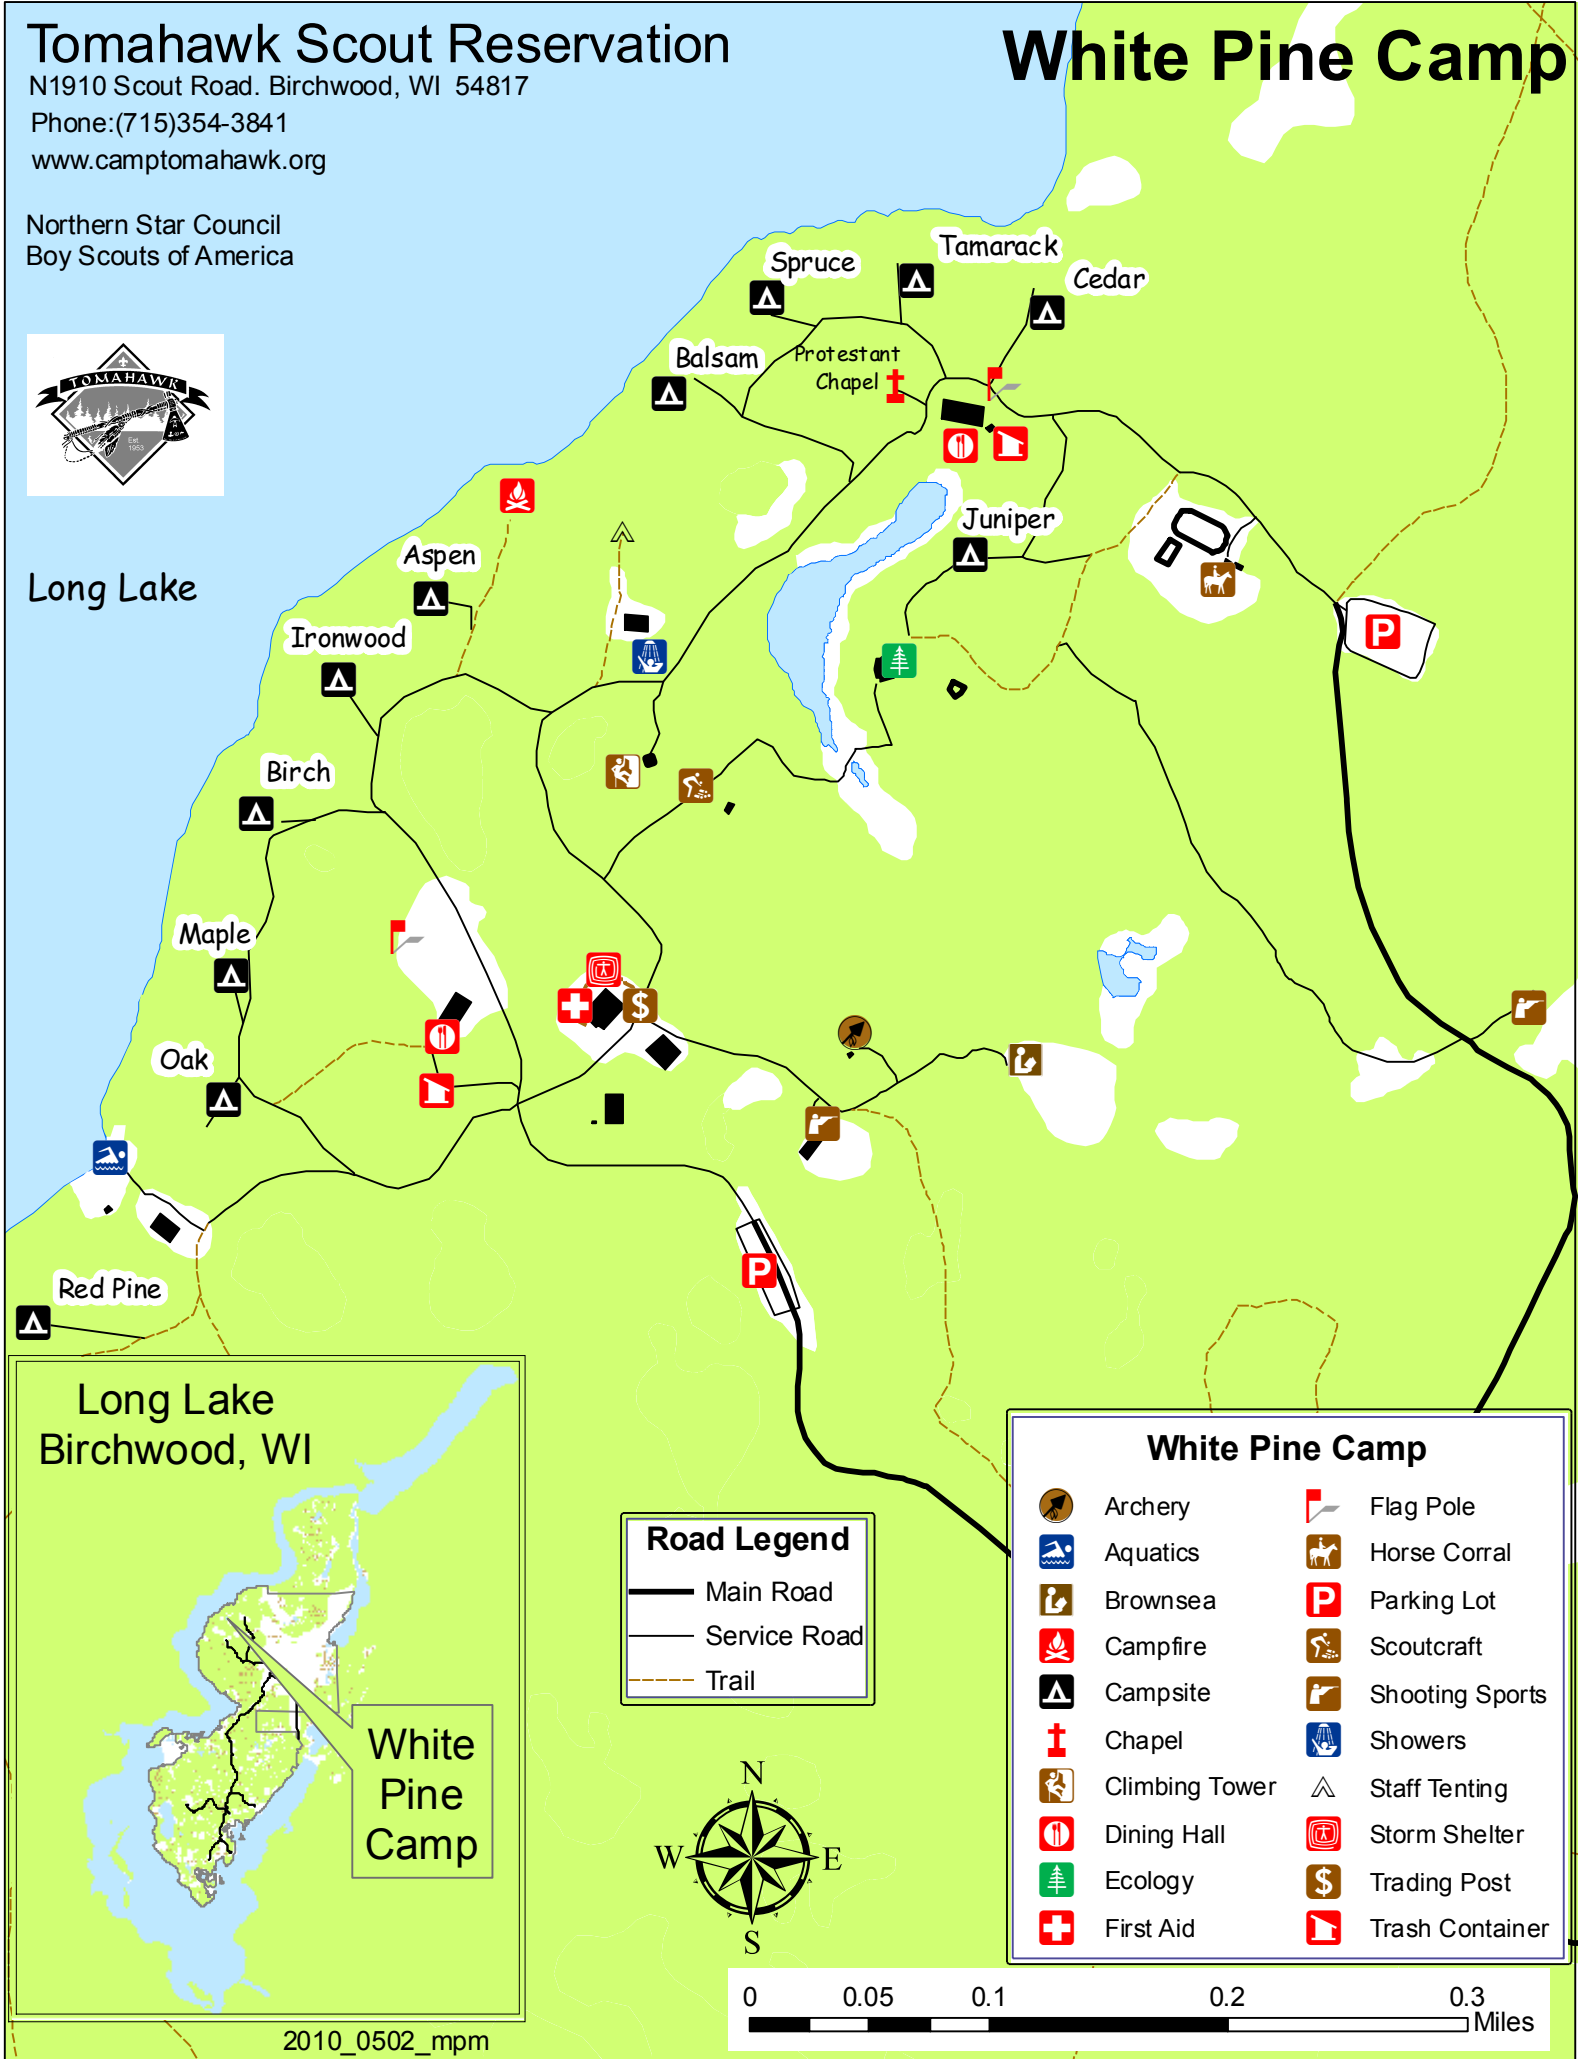 Tomahawk Scout Reservation
N1910 Scout Road. Birchwood, WI  54817
Phone:(715)354-3841
www.camptomahawk.org
Northern Star Council
Boy Scouts of America
White Pine Camp
TOMAHAWK
Est
1953
Long Lake
Spruce
Tamarack
Cedar
Balsam
Protestant
Chapel
Juniper
Aspen
Ironwood
Birch
Maple
Oak
Red Pine
P
$
P
Long Lake
Birchwood, WI
White
Pine
Camp
2010_0502_mpm
Road Legend
Main Road
Service Road
Trail
N
W
E
S
White Pine Camp
Archery
Aquatics
Brownsea
Campfire
Campsite
Chapel
Climbing Tower
Dining Hall
Ecology
First Aid
Flag Pole
Horse Corral
P Parking Lot
Scoutcraft
Shooting Sports
Showers
Staff Tenting
Storm Shelter
$ Trading Post
Trash Container
0 0.05 0.1 0.2 0.3
Miles